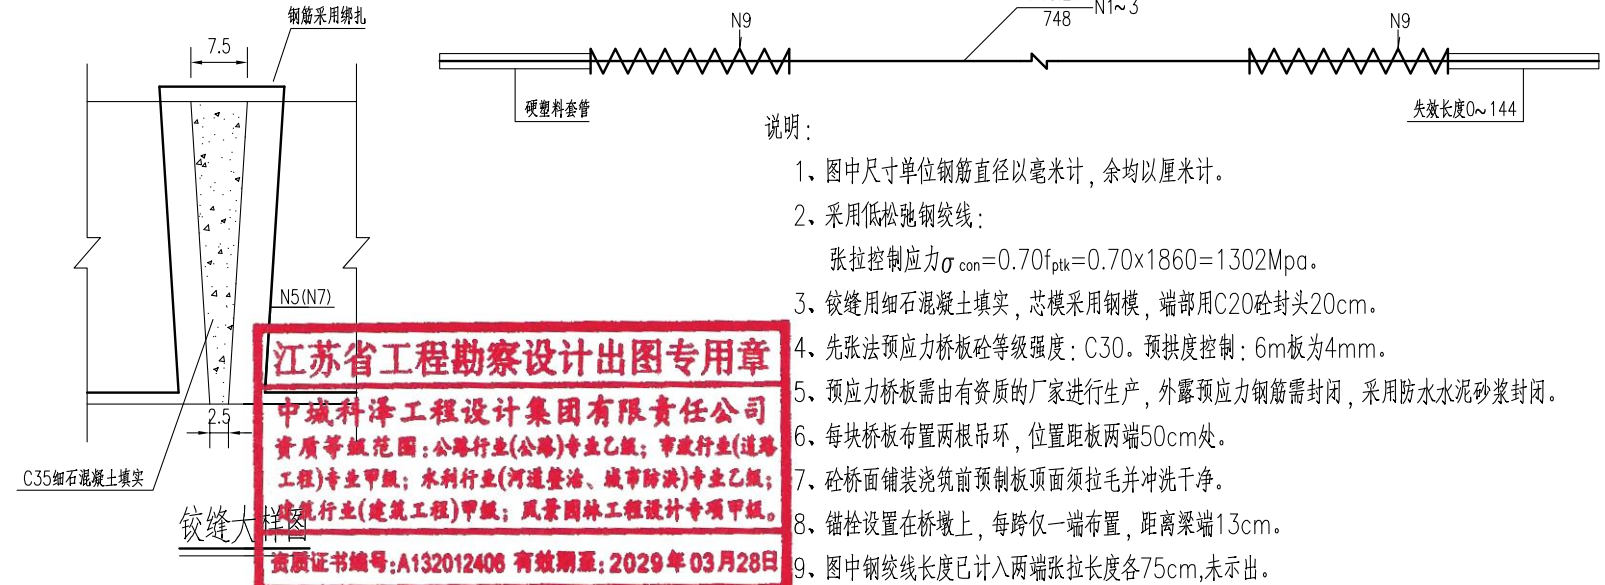 钢筋采用绑扎
7.5
N9
748
N1~3
N9
硬塑料套管
失效长度0~144
说明：
1、图中尺寸单位钢筋直径以毫米计，余均以厘米计。
2、采用低松弛钢绞线：
张拉控制应力σcon=0.70fptk=0.70×1860=1302Mpa。
N5(N7)
3、铰缝用细石混凝土填实，芯模采用钢模，端部用C20砼封头20cm。
4、先张法预应力桥板砼等级强度：C30。预拱度控制：6m板为4mm。
5、预应力桥板需由有资质的厂家进行生产，外露预应力钢筋需封闭，采用防水水泥砂浆封闭。
6、每块桥板布置两根吊环，位置距板两端50cm处。
7、砼桥面铺装浇筑前预制板顶面须拉毛并冲洗干净。
8、锚栓设置在桥墩上，每跨仅一端布置，距离梁端13cm。
9、图中钢绞线长度已计入两端张拉长度各75cm,未示出。
2.5
C35细石混凝土填实
铰缝大样图
江苏省工程勘察设计出图专用章
中城科泽工程设计集团有限责任公司
资质等级范围：公路行业(公路)专业乙级；市政行业(道路
工程)专业甲级；水利行业(河道整治、城市防洪)专业乙级；
建筑行业(建筑工程)甲级；风景园林工程设计专项甲级。
资质证书编号:A132012406 有效期至:2029年03月28日